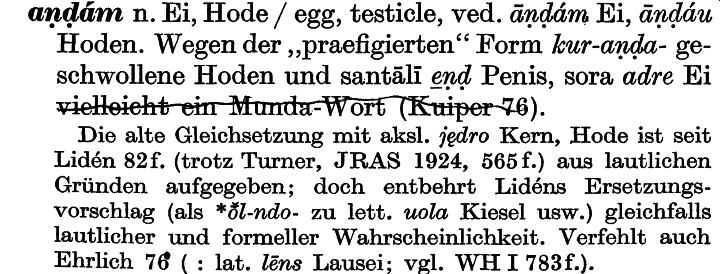 aṇḍám n. Ei, Hode / egg, testicle, ved. āṇḍám Ei, āṇḍáu
Hoden. Wegen der „praefigierten“ Form kur-aṇḍa- ge-
schwollene Hoden und santālī eṇḍ Penis, sora adre Ei
vielleicht ein Munda-Wort (Kuiper 76).
Die alte Gleichsetzung mit aksl. jędro Kern, Hode ist seit
Lidén 82f. (trotz Turner, JRAS 1924, 565f.) aus lautlichen
Gründen aufgegeben; doch entbehrt Lidéns Ersetzungs-
vorschlag (als *ō̆l-ndo- zu lett. uola Kiesel usw.) gleichfalls
lautlicher und formeller Wahrscheinlichkeit. Verfehlt auch
Ehrlich 76 ( : lat. lēns Lausei; vgl. WH I 783f.).